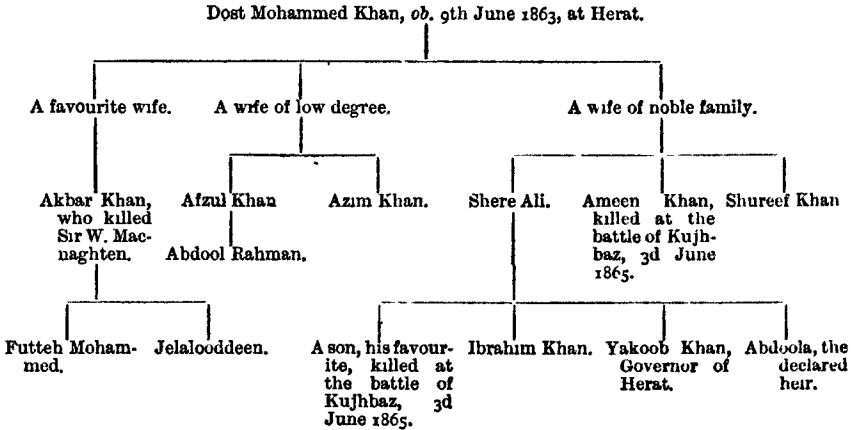 Dost Mohammed Khan, ob. 9th June 1863, at Herat.
A favourite wife.
A wife of low degree.
A wife of noble family.
Akbar Khan,
who killed
Sir W. Mac-
naghten.
Afzul Khan
Azim Khan.
Shere Ali.
Ameen Khan,
killed at the
battle of Kujh-
baz, 3d June
1865.
Shureef Khan
Abdool Rahman.
Futteh Moham-
med.
Jelalooddeen.
A son, his favour-
ite, killed at
the battle of
Kujhbaz, 3d
June 1865.
Ibrahim Khan.
Yakoob Khan,
Governor of
Herat.
Abdoola, the
declared
heir.